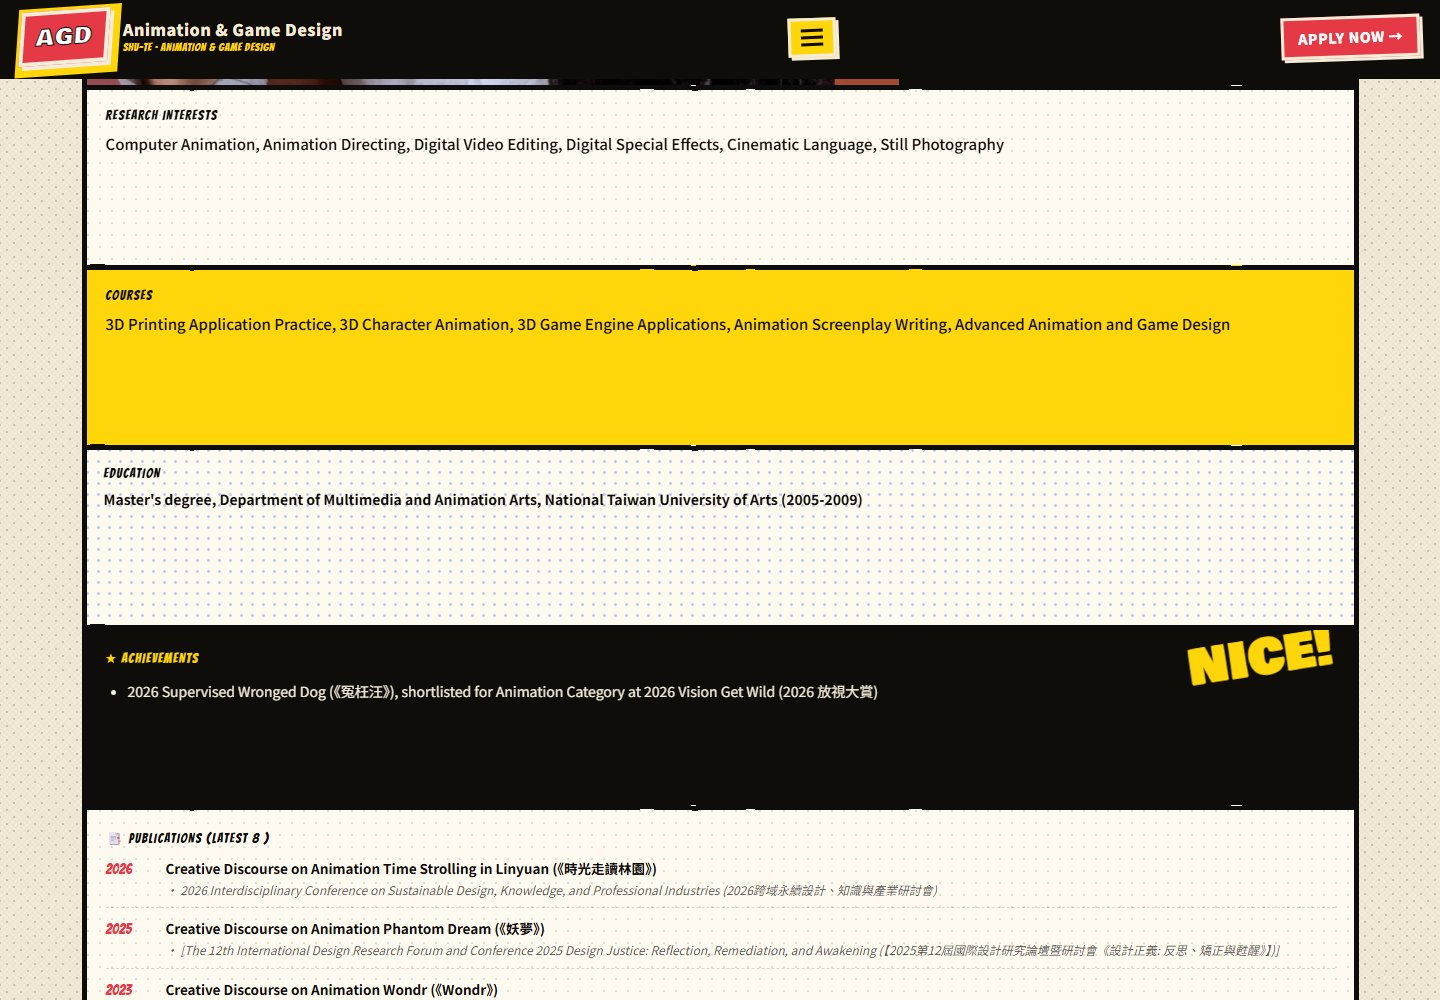 AGD
Animation & Game Design
SHU-TE · ANIMATION & GAME DESIGN
APPLY NOW →
RESEARCH INTERESTS
Computer Animation, Animation Directing, Digital Video Editing, Digital Special Effects, Cinematic Language, Still Photography
COURSES
3D Printing Application Practice, 3D Character Animation, 3D Game Engine Applications, Animation Screenplay Writing, Advanced Animation and Game Design
EDUCATION
Master's degree, Department of Multimedia and Animation Arts, National Taiwan University of Arts (2005-2009)
★ ACHIEVEMENTS
NICE!
• 2026 Supervised Wronged Dog (《冤枉汪》), shortlisted for Animation Category at 2026 Vision Get Wild (2026 放視大賞)
PUBLICATIONS (LATEST 8 )
2026 Creative Discourse on Animation Time Strolling in Linyuan (《時光走讀林園》)
· 2026 Interdisciplinary Conference on Sustainable Design, Knowledge, and Professional Industries (2026跨域永續設計、知識與產業研討會)
2025 Creative Discourse on Animation Phantom Dream (《妖夢》)
· [The 12th International Design Research Forum and Conference 2025 Design Justice: Reflection, Remediation, and Awakening (【2025第12屆國際設計研究論壇暨研討會《設計正義: 反思、矯正與甦醒》】)]
2023 Creative Discourse on Animation Wondr (《Wondr》)